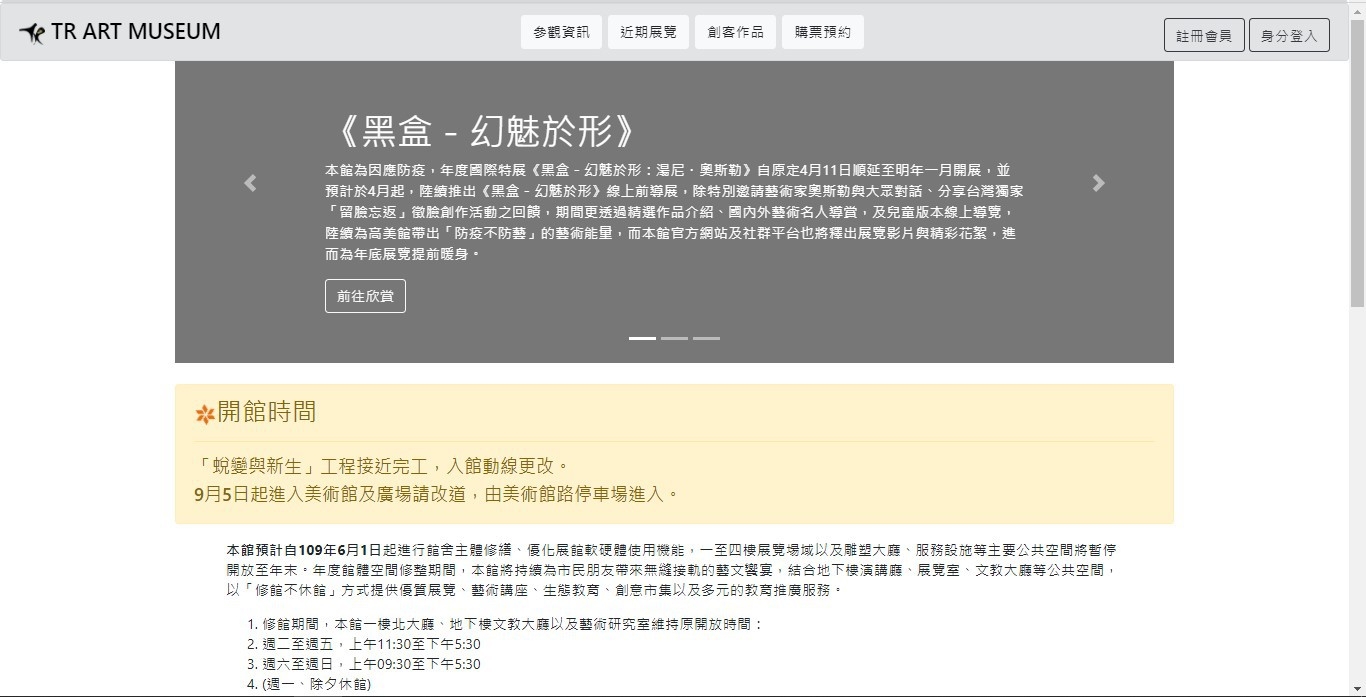 TR ART MUSEUM
參觀資訊 近期展覽 創客作品 購票預約
註冊會員 身分登入
《黑盒 - 幻魅於形》
本館為因應防疫，年度國際特展《黑盒 - 幻魅於形：湯尼．奧斯勒》自原定4月11日順延至明年一月開展，並
預計於4月起，陸續推出《黑盒 - 幻魅於形》線上前導展，除特別邀請藝術家奧斯勒與大眾對話、分享台灣獨家
「留臉忘返」徵臉創作活動之回饋，期間更透過精選作品介紹、國內外藝術名人導賞，及兒童版本線上導覽，
陸續為高美館帶出「防疫不防藝」的藝術能量，而本館官方網站及社群平台也將釋出展覽影片與精彩花絮，進
而為年底展覽提前暖身。
前往欣賞
開館時間
「蛻變與新生」工程接近完工，入館動線更改。
9月5日起進入美術館及廣場請改道，由美術館路停車場進入。
本館預計自109年6月1日起進行館舍主體修繕、優化展館軟硬體使用機能，一至四樓展覽場域以及雕塑大廳、服務設施等主要公共空間將暫停
開放至年末。年度館體空間修整期間，本館將持續為市民朋友帶來無縫接軌的藝文饗宴，結合地下樓演講廳、展覽室、文教大廳等公共空間，
以「修館不休館」方式提供優質展覽、藝術講座、生態教育、創意市集以及多元的教育推廣服務。
1. 修館期間，本館一樓北大廳、地下樓文教大廳以及藝術研究室維持原開放時間：
2. 週二至週五，上午11:30至下午5:30
3. 週六至週日，上午09:30至下午5:30
4. (週一、除夕休館)